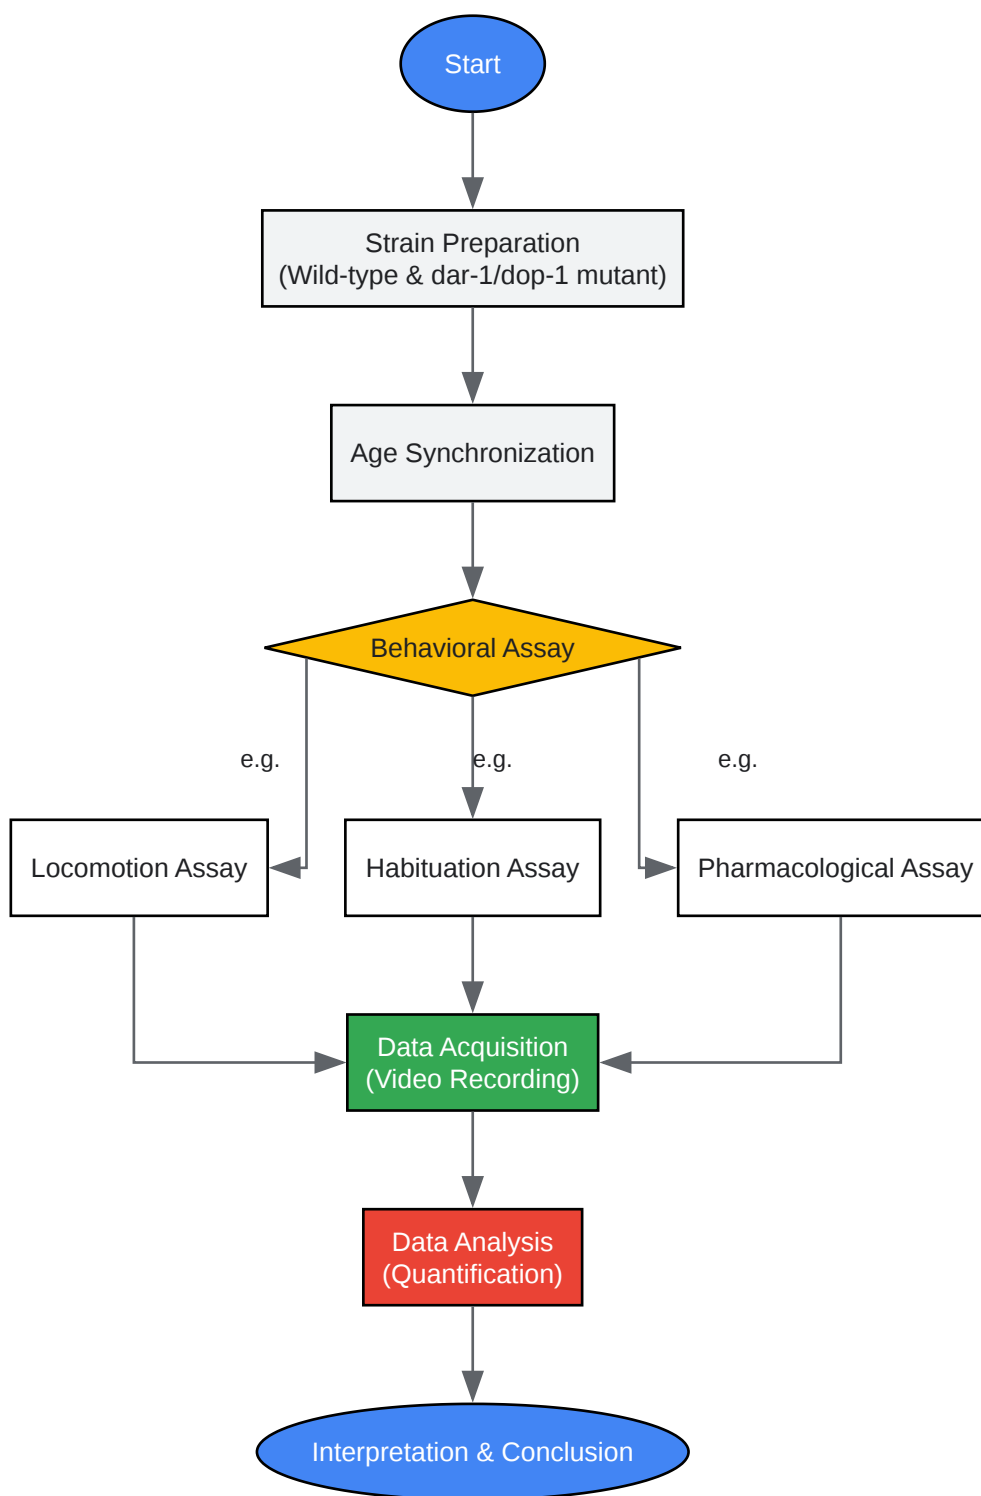 Start
Strain Preparation
(Wild-type & dar-1/dop-1 mutant)
Age Synchronization
Behavioral Assay
e.g.
e.g.
e.g.
Locomotion Assay
Habituation Assay
Pharmacological Assay
Data Acquisition
(Video Recording)
Data Analysis
(Quantification)
Interpretation & Conclusion